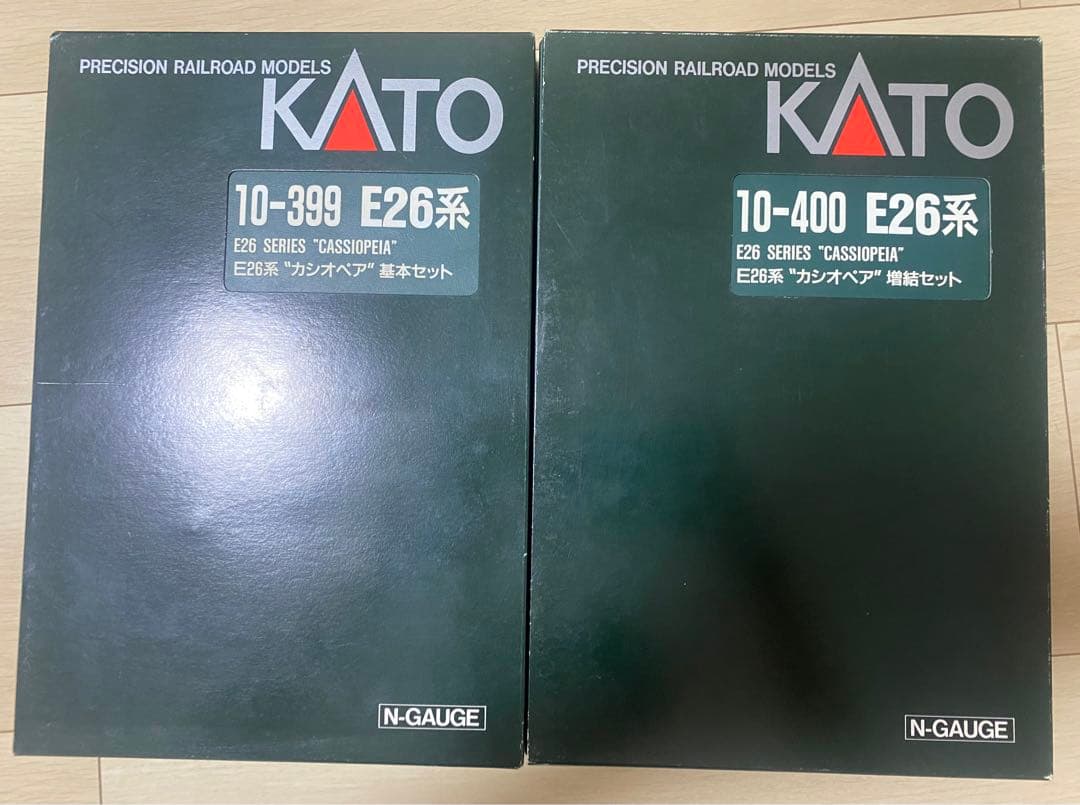 PRECISION RAILROAD MODELS
KATO
10-399 E26系
E26 SERIES "CASSIOPEIA"
E26系 "カシオペア" 基本セット
N-GAUGE
PRECISION RAILROAD MODELS
KATO
10-400 E26系
E26 SERIES "CASSIOPEIA"
E26系 "カシオペア" 増結セット
N-GAUGE